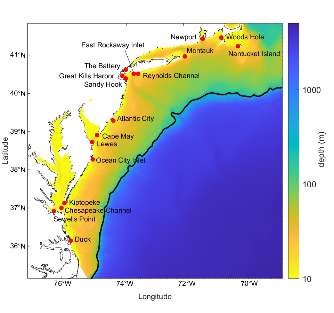 Newport
Woods Hole
Nantucket Island
Montauk
East Rockaway Inlet
The Battery
Great Kills Harbor
Reynolds Channel
Sandy Hook
Atlantic City
Cape May
Lewes
Ocean City Inlet
Kiptopeke
Chesapeake Channel
Sewells Point
Duck
41°N
40°N
39°N
38°N
37°N
36°N
Latitude
76°W
74°W
72°W
70°W
Longitude
1000
100
10
depth (m)